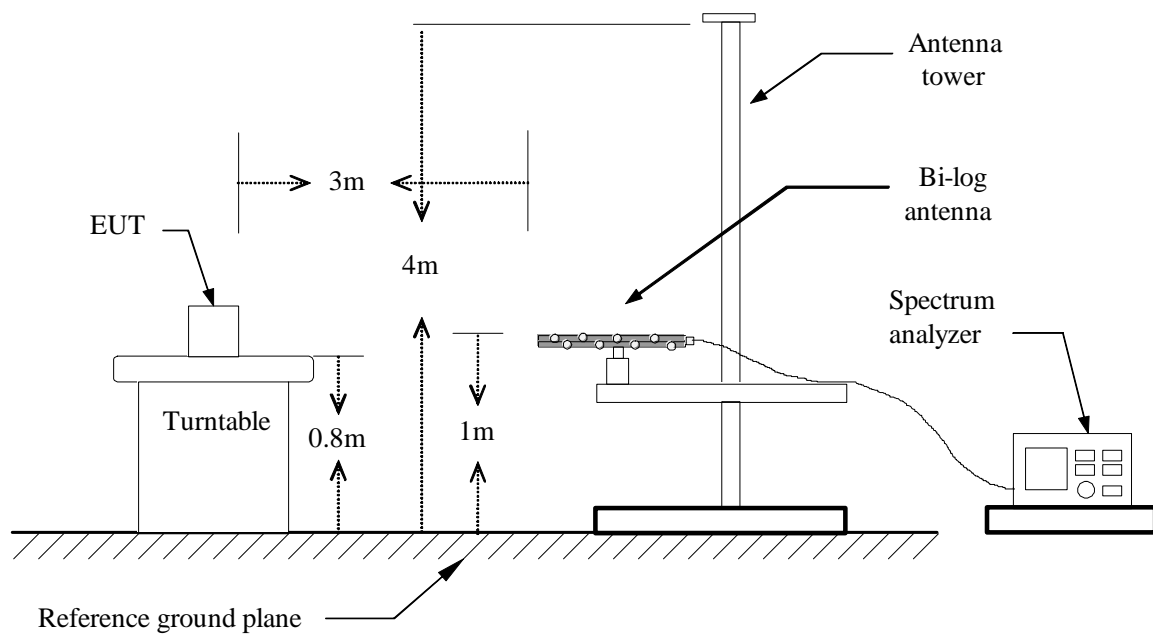 Antenna
tower
3m
Bi-log
antenna
EUT
4m
Spectrum
analyzer
Turntable
0.8m
1m
Reference ground plane